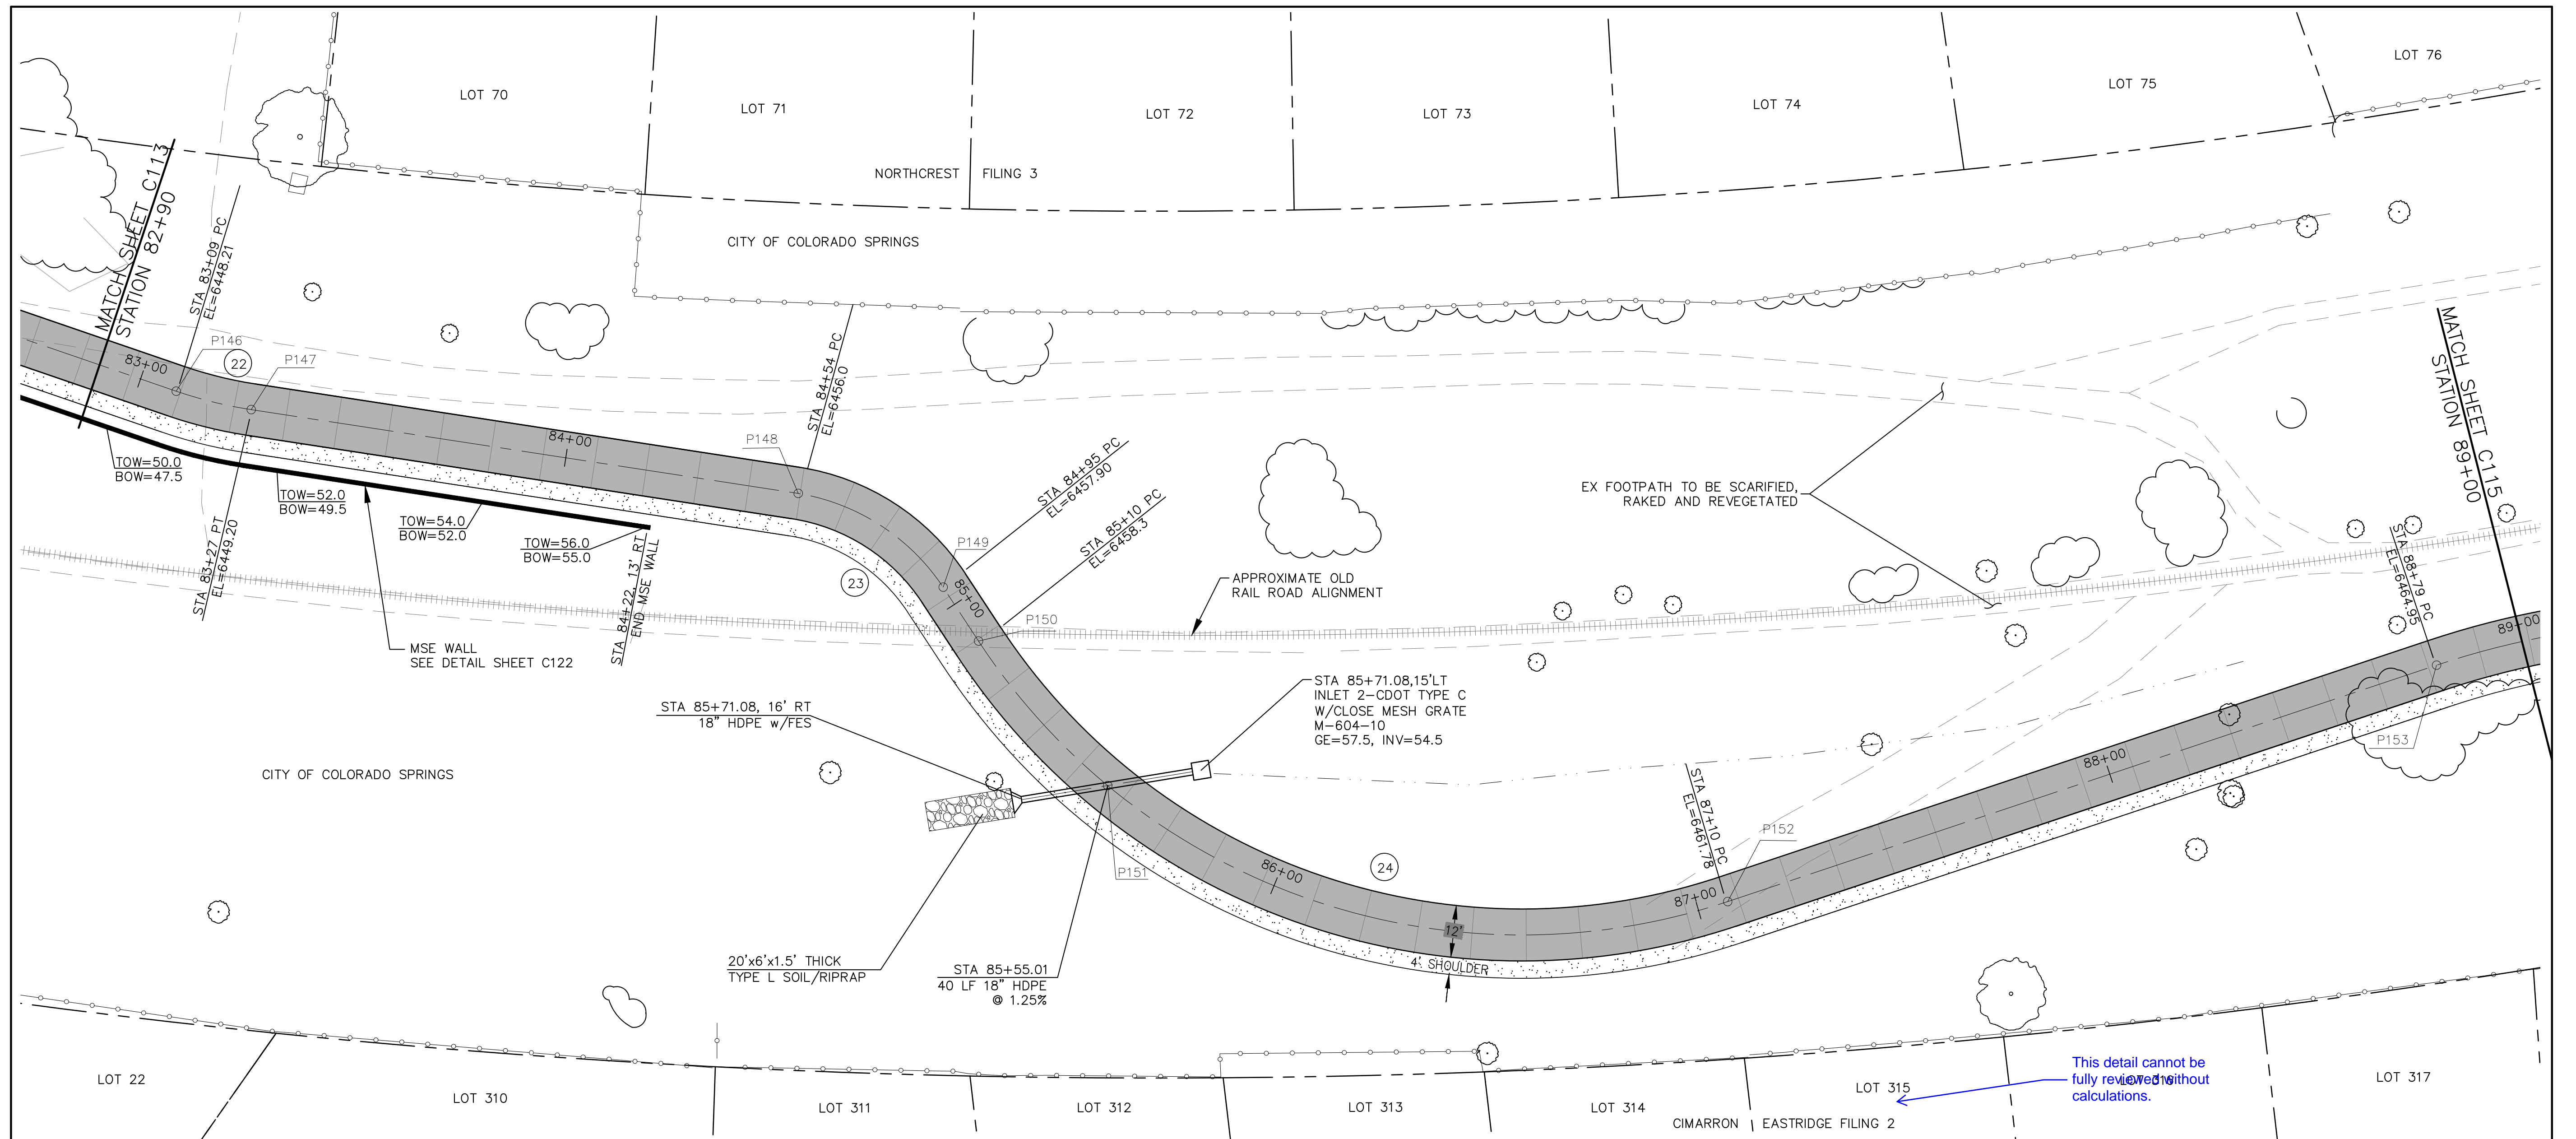 LOT 70
LOT 71
LOT 72
LOT 73
LOT 74
LOT 75
LOT 76
NORTHCREST FILING 3
CITY OF COLORADO SPRINGS
MATCH SHEET C113
STATION 82+90
STA 83+09 PC
EL=6448.21
83+00
P146
22
P147
STA 84+54 PC
EL=6456.0
P148
84+00
TOW=50.0
BOW=47.5
TOW=52.0
BOW=49.5
TOW=54.0
BOW=52.0
TOW=56.0
BOW=55.0
STA 83+27 PT
EL=6449.20
STA 84+22, 13' RT
END MSE WALL
MSE WALL
SEE DETAIL SHEET C122
STA 84+95 PC
EL=6457.90
STA 85+10 PC
EL=6458.3
P149
23
85+00
P150
APPROXIMATE OLD
RAIL ROAD ALIGNMENT
EX FOOTPATH TO BE SCARIFIED,
RAKED AND REVEGETATED
MATCH SHEET C115
STATION 89+00
STA 88+79 PC
EL=6464.95
89+00
STA 85+71.08, 16' RT
18" HDPE w/FES
STA 85+71.08,15'LT
INLET 2-CDOT TYPE C
W/CLOSE MESH GRATE
M-604-10
GE=57.5, INV=54.5
CITY OF COLORADO SPRINGS
P153
88+00
STA 87+10 PC
EL=6461.78
P152
P151
86+00
24
87+00
12'
4' SHOULDER
20'x6'x1.5' THICK
TYPE L SOIL/RIPRAP
STA 85+55.01
40 LF 18" HDPE
@ 1.25%
LOT 22
LOT 310
LOT 311
LOT 312
LOT 313
LOT 314
LOT 315
LOT 316
LOT 317
CIMARRON EASTRIDGE FILING 2
This detail cannot be
fully reviewed without
calculations.